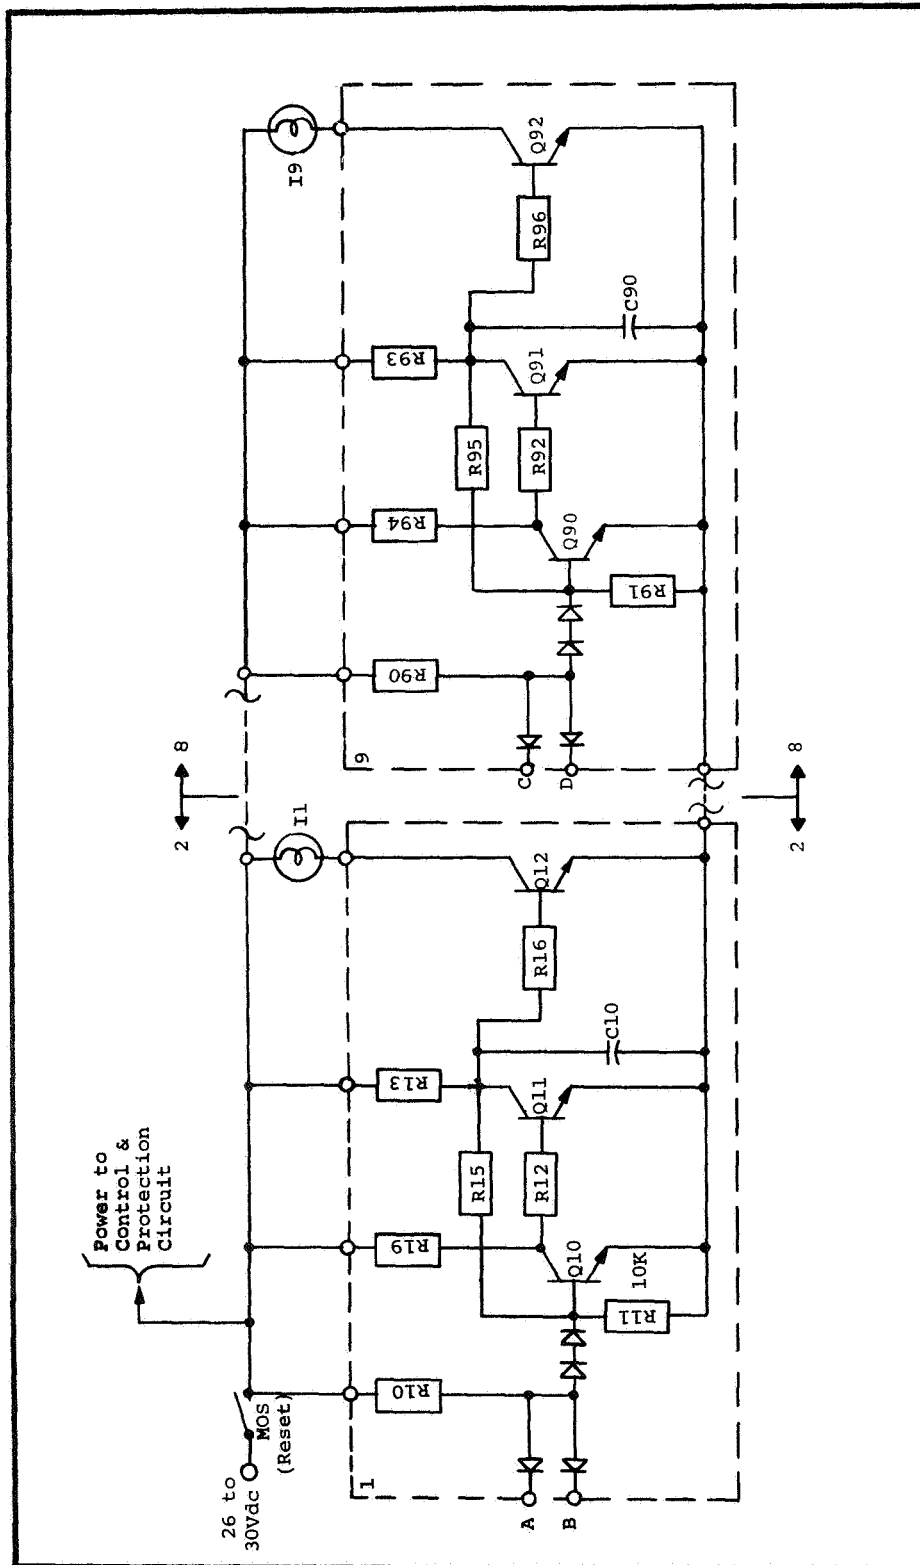 Power to
Control &
Protection
Circuit
26 to
30Vdc
MOS
(Reset)
2 8
I1
I9
1
R10
R19
R13
R15
R12
R16
Q10
Q11
Q12
10K
R11
C10
A
B
9
R90
R94
R93
R95
R92
R96
Q90
Q91
Q92
R91
C90
C
D
2 8